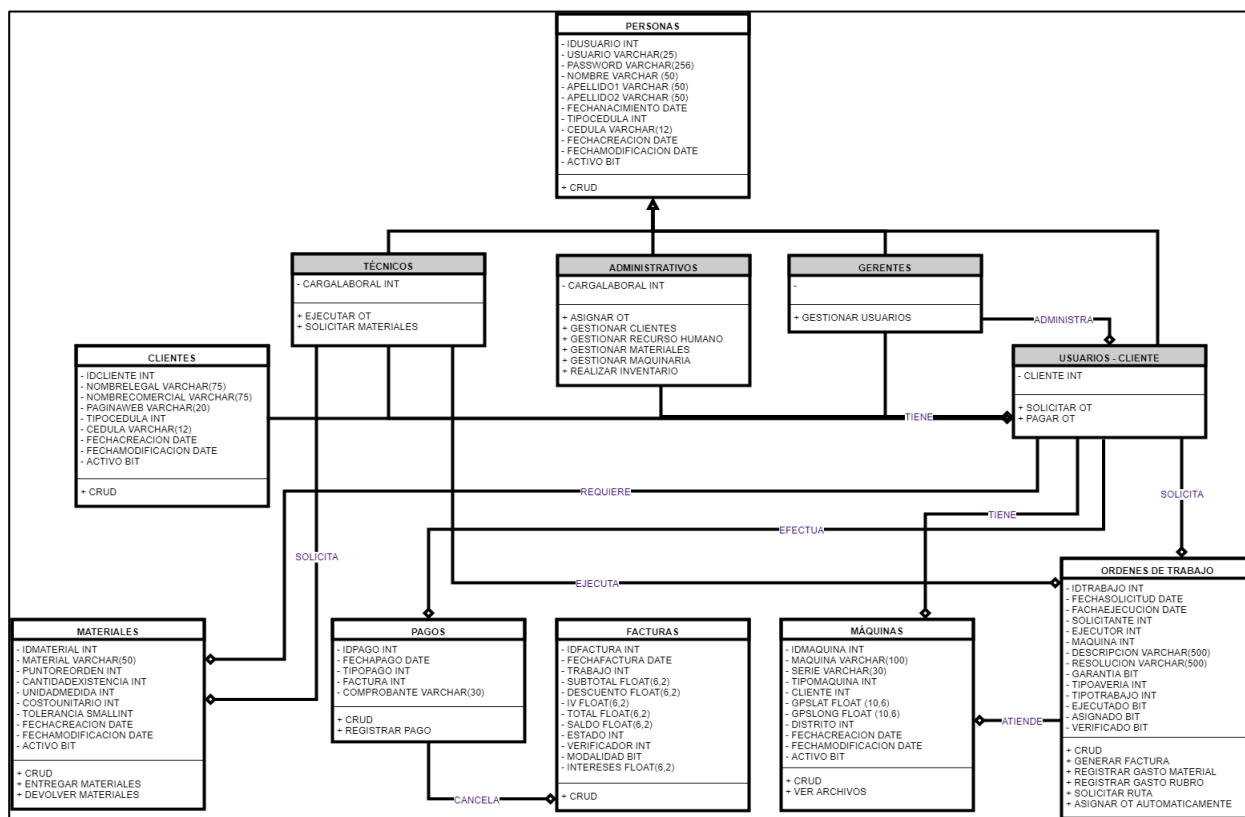 PERSONAS
- IDUSUARIO INT
- USUARIO VARCHAR(25)
- PASSWORD VARCHAR(256)
- NOMBRE VARCHAR (50)
- APELLIDO1 VARCHAR (50)
- APELLIDO2 VARCHAR (50)
- FECHANACIMIENTO DATE
- TIPOCEDULA INT
- CEDULA VARCHAR(12)
- FECHACREACION DATE
- FECHAMODIFICACION DATE
- ACTIVO BIT
+ CRUD
TÉCNICOS
- CARGALABORAL INT
+ EJECUTAR OT
+ SOLICITAR MATERIALES
ADMINISTRATIVOS
- CARGALABORAL INT
+ ASIGNAR OT
+ GESTIONAR CLIENTES
+ GESTIONAR RECURSO HUMANO
+ GESTIONAR MATERIALES
+ GESTIONAR MAQUINARIA
+ REALIZAR INVENTARIO
GERENTES
-
+ GESTIONAR USUARIOS
ADMINISTRA
USUARIOS - CLIENTE
- CLIENTE INT
+ SOLICITAR OT
+ PAGAR OT
CLIENTES
- IDCLIENTE INT
- NOMBRELEGAL VARCHAR(75)
- NOMBRECOMERCIAL VARCHAR(75)
- PAGINAWEB VARCHAR(20)
- TIPOCEDULA INT
- CEDULA VARCHAR(12)
- FECHACREACION DATE
- FECHAMODIFICACION DATE
- ACTIVO BIT
+ CRUD
TIENE
REQUIERE
SOLICITA
TIENE
EFECTUA
SOLICITA
EJECUTA
MATERIALES
- IDMATERIAL INT
- MATERIAL VARCHAR(50)
- PUNTOREORDEN INT
- CANTIDADEXISTENCIA INT
- UNIDADMEDIDA INT
- COSTOUNITARIO INT
- TOLERANCIA SMALLINT
- FECHACREACION DATE
- FECHAMODIFICACION DATE
- ACTIVO BIT
+ CRUD
+ ENTREGAR MATERIALES
+ DEVOLVER MATERIALES
PAGOS
- IDPAGO INT
- FECHAPAGO DATE
- TIPOPAGO INT
- FACTURA INT
- COMPROBANTE VARCHAR(30)
+ CRUD
+ REGISTRAR PAGO
CANCELA
FACTURAS
- IDFACTURA INT
- FECHAFACTURA DATE
- TRABAJO INT
- SUBTOTAL FLOAT(6,2)
- DESCUENTO FLOAT(6,2)
- IV FLOAT(6,2)
- TOTAL FLOAT(6,2)
- SALDO FLOAT(6,2)
- ESTADO INT
- VERIFICADOR INT
- MODALIDAD BIT
- INTERESES FLOAT(6,2)
+ CRUD
MÁQUINAS
- IDMAQUINA INT
- MAQUINA VARCHAR(100)
- SERIE VARCHAR(30)
- TIPOMAQUINA INT
- CLIENTE INT
- GPSLAT FLOAT (10,6)
- GPSLONG FLOAT (10,6)
- DISTRITO INT
- FECHACREACION DATE
- FECHAMODIFICACION DATE
- ACTIVO BIT
+ CRUD
+ VER ARCHIVOS
ATIENDE
ORDENES DE TRABAJO
- IDTRABAJO INT
- FECHASOLICITUD DATE
- FACHAEJECUCION DATE
- SOLICITANTE INT
- EJECUTOR INT
- MAQUINA INT
- DESCRIPCION VARCHAR(500)
- RESOLUCION VARCHAR(500)
- GARANTIA BIT
- TIPOAVERIA INT
- TIPOTRABAJO INT
- EJECUTADO BIT
- ASIGNADO BIT
- VERIFICADO BIT
+ CRUD
+ GENERAR FACTURA
+ REGISTRAR GASTO MATERIAL
+ REGISTRAR GASTO RUBRO
+ SOLICITAR RUTA
+ ASIGNAR OT AUTOMATICAMENTE